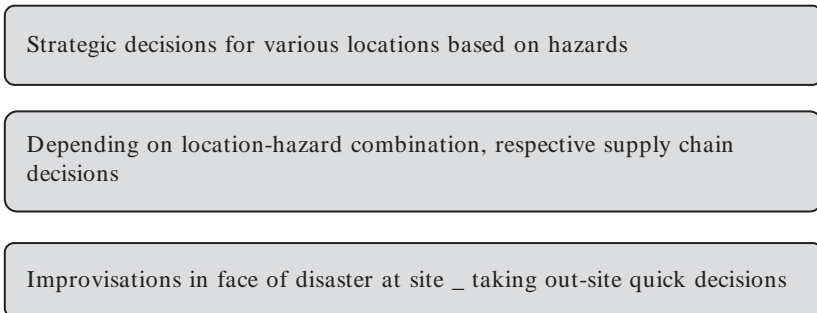 Strategic decisions for various locations based on hazards
Depending on location-hazard combination, respective supply chain
decisions
Improvisations in face of disaster at site _ taking out-site quick decisions